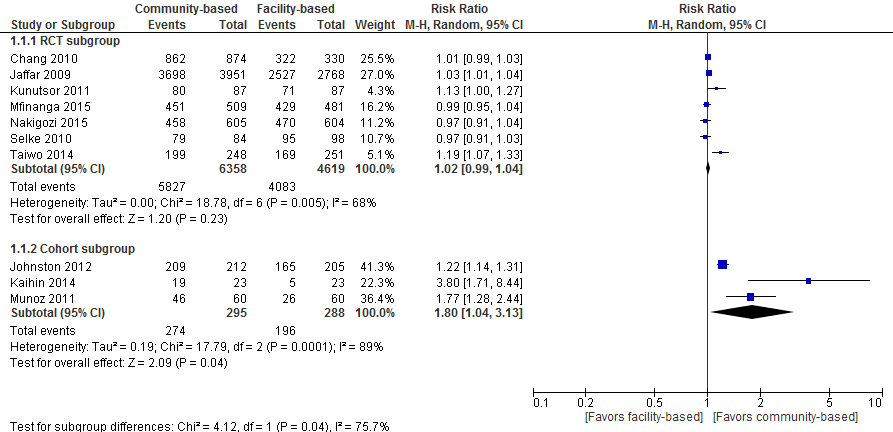 Community-based Facility-based Risk Ratio Risk Ratio
Study or Subgroup Events Total Events Total Weight M-H, Random, 95% CI M-H, Random, 95% CI
1.1.1 RCT subgroup
Chang 2010 862 874 322 330 25.5% 1.01 [0.99, 1.03]
Jaffar 2009 3698 3951 2527 2768 27.0% 1.03 [1.01, 1.04]
Kunutsor 2011 80 87 71 87 4.3% 1.13 [1.00, 1.27]
Mfinanga 2015 451 509 429 481 16.2% 0.99 [0.95, 1.04]
Nakigozi 2015 458 605 470 604 11.2% 0.97 [0.91, 1.04]
Selke 2010 79 84 95 98 10.7% 0.97 [0.91, 1.04]
Taiwo 2014 199 248 169 251 5.1% 1.19 [1.07, 1.33]
Subtotal (95% CI) 6358 4619 100.0% 1.02 [0.99, 1.04]
Total events 5827 4083
Heterogeneity: Tau² = 0.00; Chi² = 18.78, df = 6 (P = 0.005); I² = 68%
Test for overall effect: Z = 1.20 (P = 0.23)
1.1.2 Cohort subgroup
Johnston 2012 209 212 165 205 41.3% 1.22 [1.14, 1.31]
Kaihin 2014 19 23 5 23 22.3% 3.80 [1.71, 8.44]
Munoz 2011 46 60 26 60 36.4% 1.77 [1.28, 2.44]
Subtotal (95% CI) 295 288 100.0% 1.80 [1.04, 3.13]
Total events 274 196
Heterogeneity: Tau² = 0.19; Chi² = 17.79, df = 2 (P = 0.0001); I² = 89%
Test for overall effect: Z = 2.09 (P = 0.04)
0.1 0.2 0.5 1 2 5 10
[Favors facility-based] [Favors community-based]
Test for subgroup differences: Chi² = 4.12, df = 1 (P = 0.04), I² = 75.7%